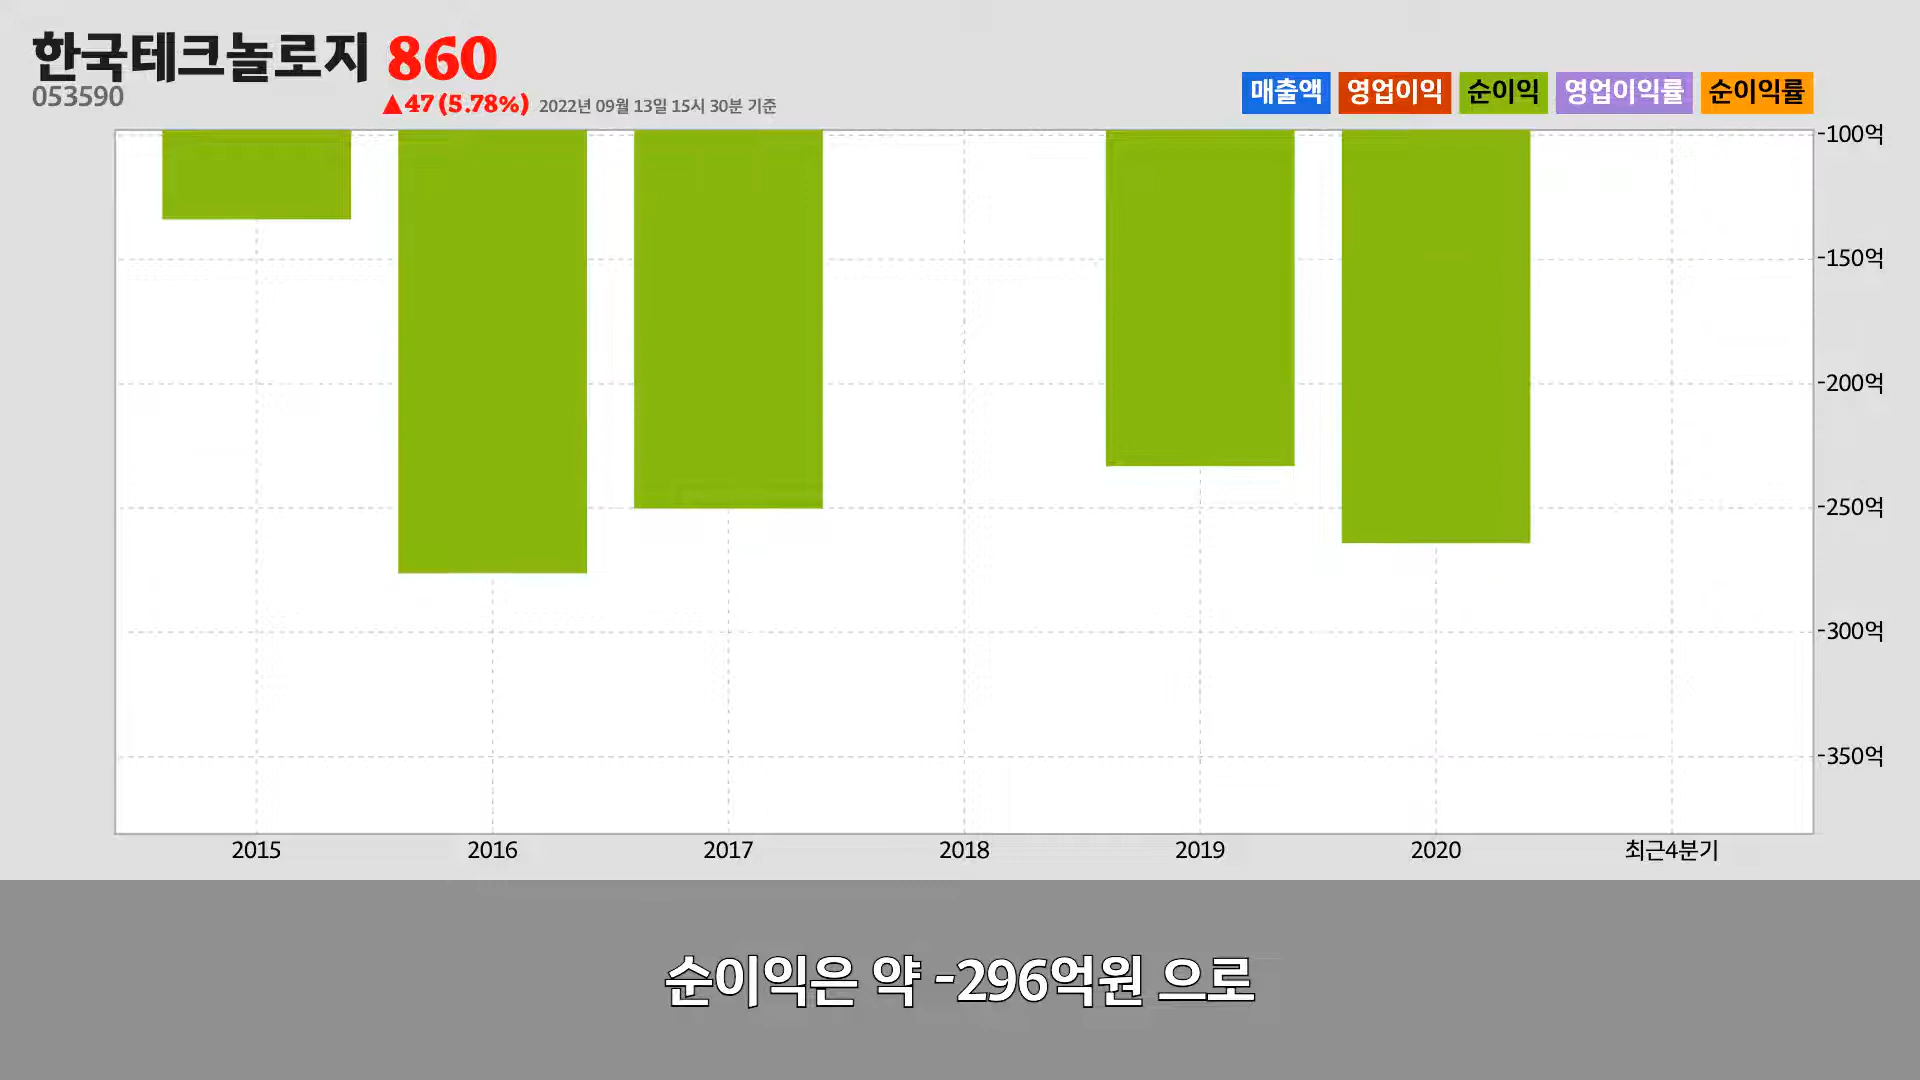 한국테크놀로지 860
053590
▲47 (5.78%) 2022년 09월 13일 15시 30분 기준
매출액 영업이익 순이익 영업이익률 순이익률
-100억
-150억
-200억
-250억
-300억
-350억
2015 2016 2017 2018 2019 2020 최근4분기
순이익은 약 -296억원 으로